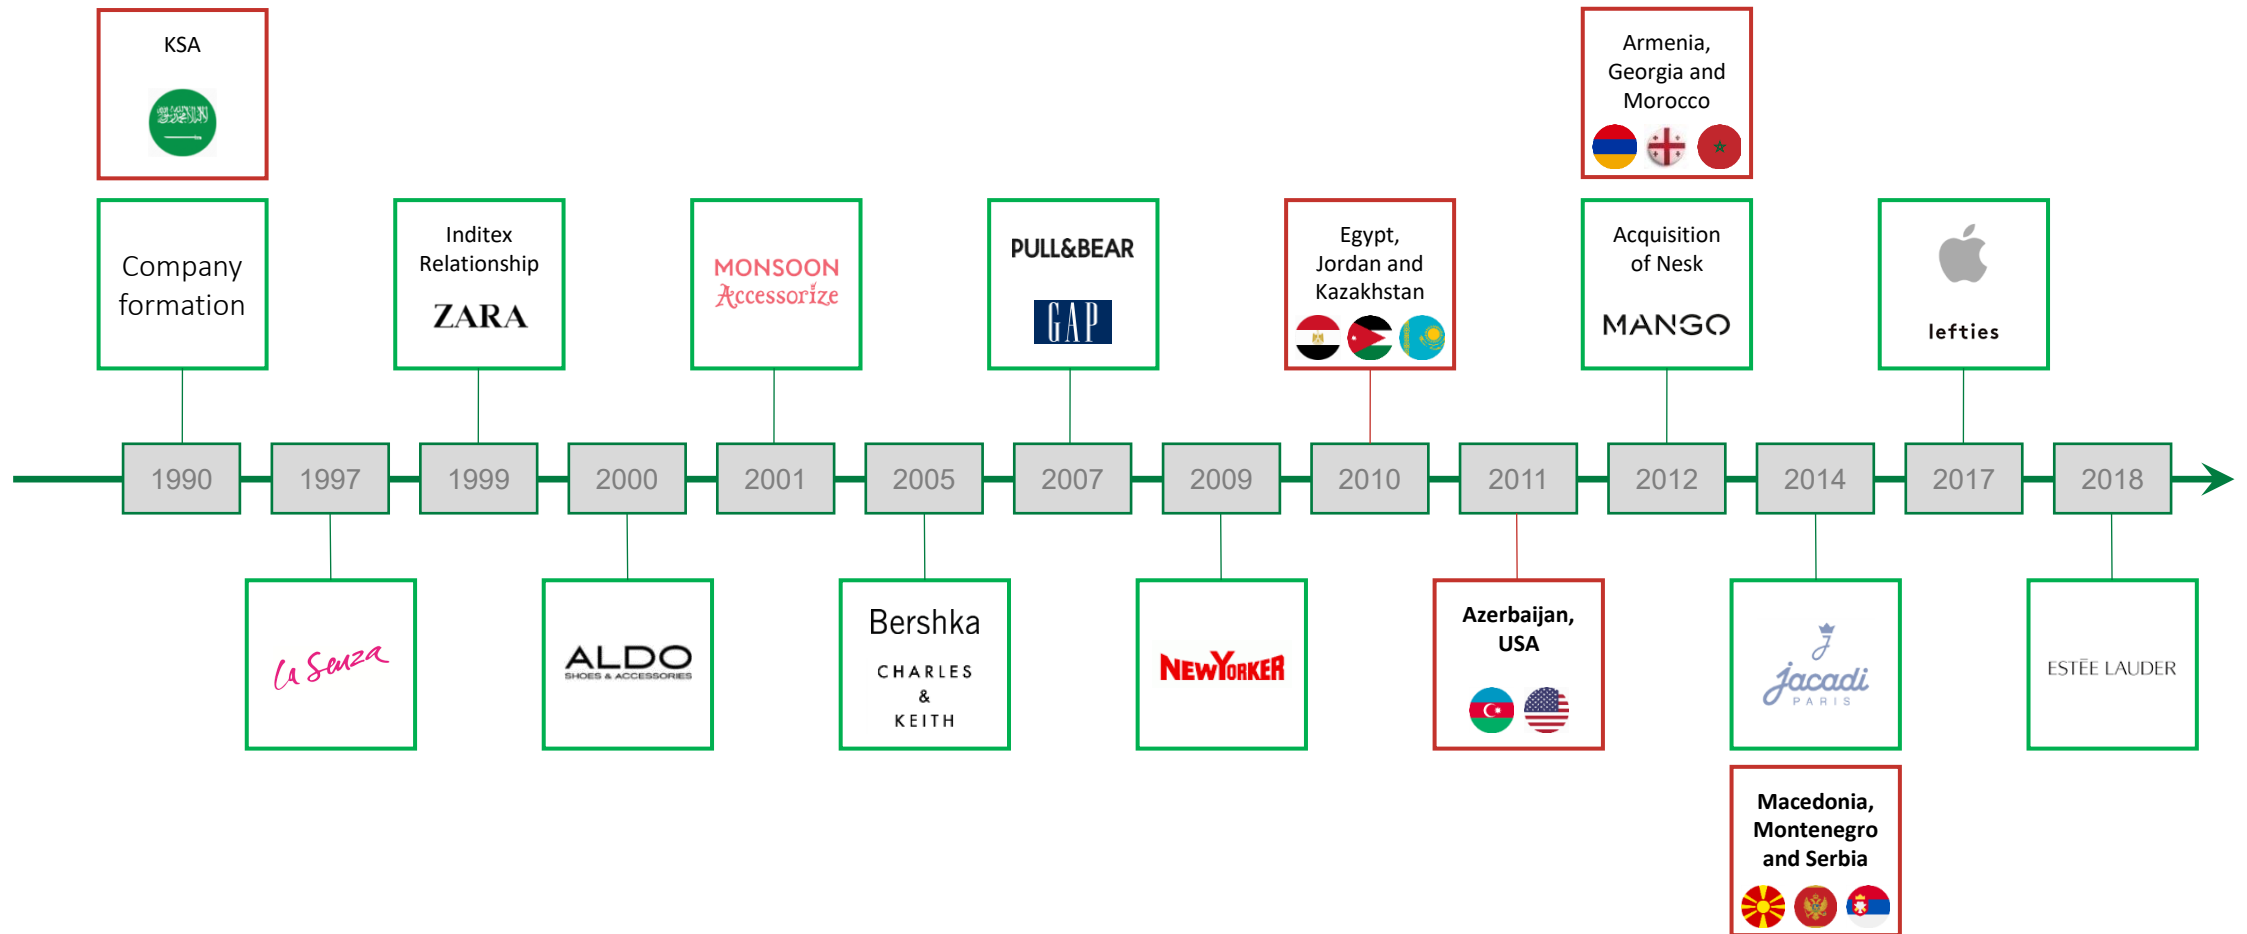 KSA
Armenia,
Georgia and
Morocco
Company
formation
Inditex
Relationship
ZARA
MONSOON
Accessorize
PULL&BEAR
GAP
Egypt,
Jordan and
Kazakhstan
Acquisition
of Nesk
MANGO
lefties
1990
1997
1999
2000
2001
2005
2007
2009
2010
2011
2012
2014
2017
2018
la Senza
ALDO
SHOES & ACCESSORIES
Bershka
CHARLES
&
KEITH
NEWYORKER
Azerbaijan,
USA
J
jacadi
PARIS
ESTĒE LAUDER
Macedonia,
Montenegro
and Serbia